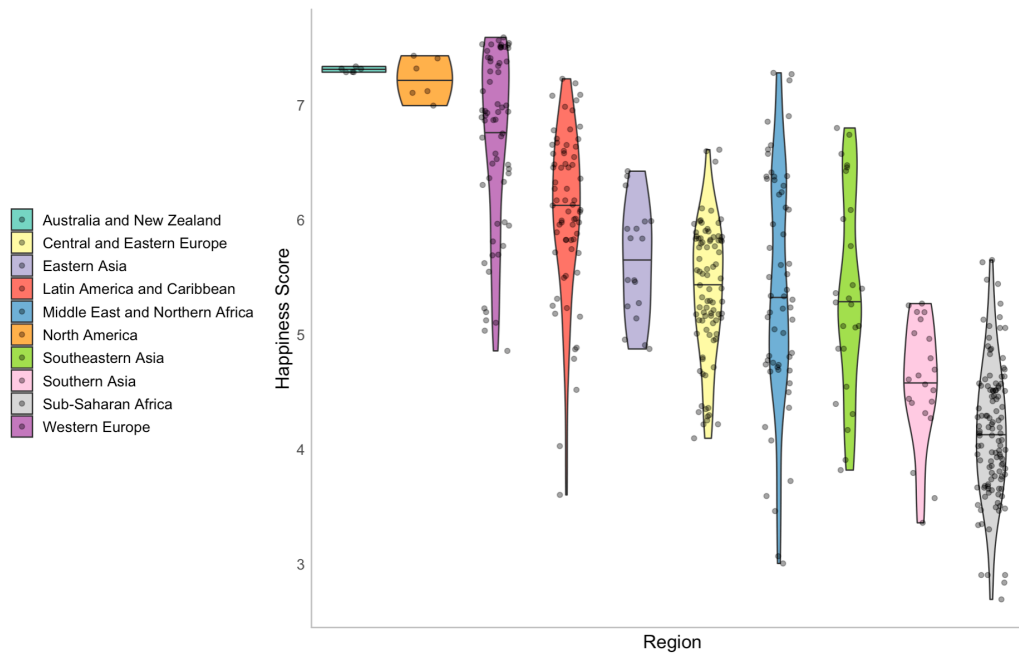 Australia and New Zealand
Central and Eastern Europe
Eastern Asia
Latin America and Caribbean
Middle East and Northern Africa
North America
Southeastern Asia
Southern Asia
Sub-Saharan Africa
Western Europe
Happiness Score
7
6
5
4
3
Region